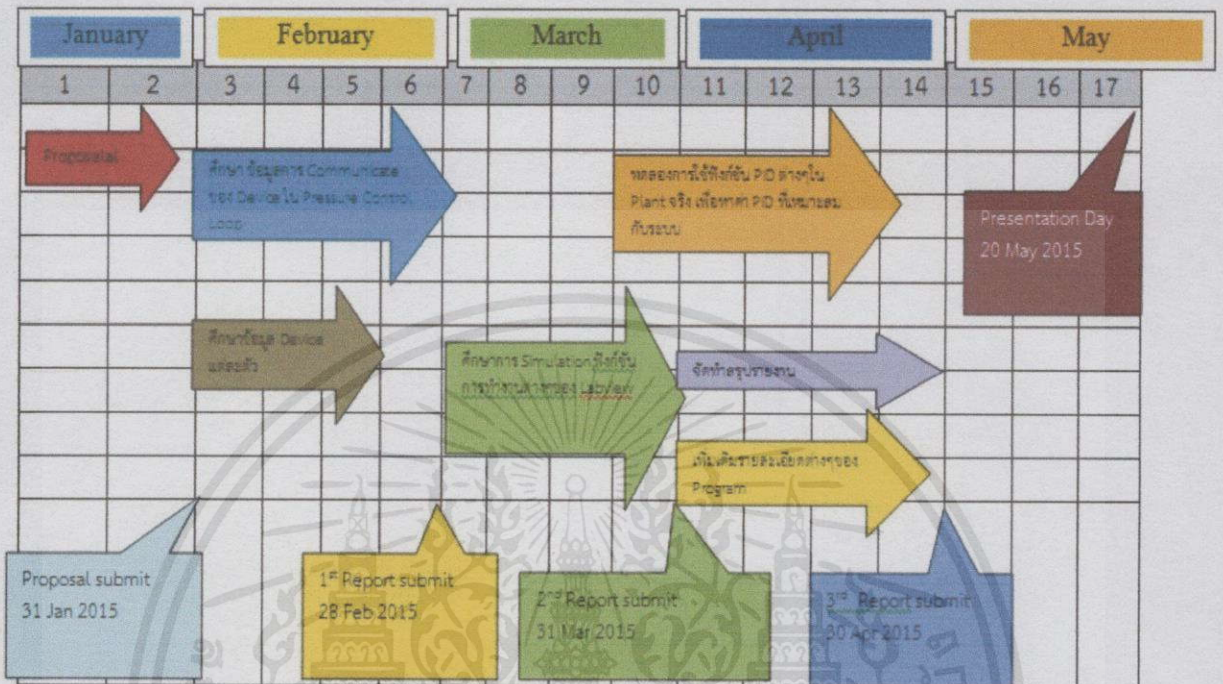 January February March April May
1 2 3 4 5 6 7 8 9 10 11 12 13 14 15 16 17
Proposalal
ศึกษา ข้อมูลการ Communicate
ของ Device ใน Pressure Control
Loop
ทดลองการใช้ฟังก์ชัน PID ต่างๆใน
Plant จริง เพื่อหาค่า PID ที่เหมาะสม
กับระบบ
Presentation Day
20 May 2015
ศึกษาข้อมูล Device
แต่ละตัว
ศึกษาการ Simulation ฟังก์ชัน
การทำงานต่างๆของ LabView
จัดทำสรุปรายงาน
เพิ่มเติมรายละเอียดต่างๆของ
Program
Proposal submit
31 Jan 2015
1st Report submit
28 Feb 2015
2nd Report submit
31 Mar 2015
3rd Report submit
30 Apr 2015